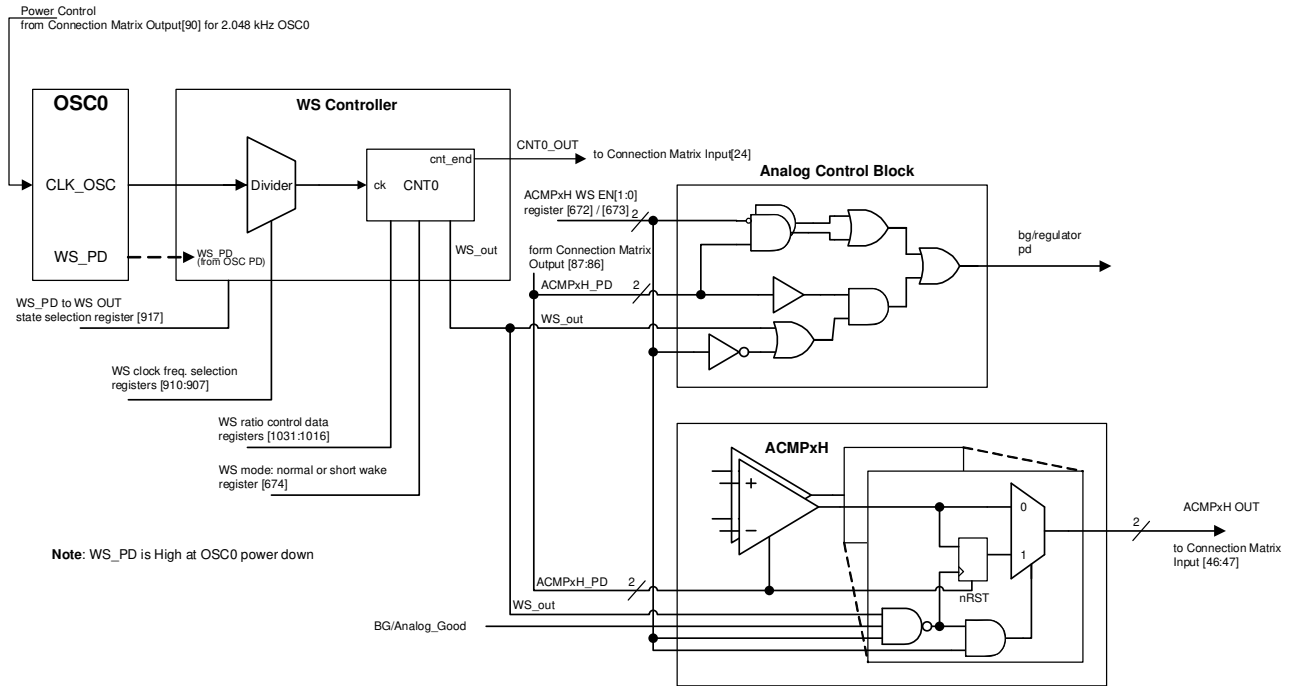 Power Control
from Connection Matrix Output[90] for 2.048 kHz OSC0
OSC0
WS Controller
CLK_OSC
Divider
ck
CNT0
cnt_end
CNT0_OUT
to Connection Matrix Input[24]
WS_PD
WS_PD
(from OSC PD)
WS_out
WS_PD to WS OUT
state selection register [917]
WS clock freq. selection
registers [910:907]
WS ratio control data
registers [1031:1016]
WS mode: normal or short wake
register [674]
Note: WS_PD is High at OSC0 power down
Analog Control Block
ACMPxH WS EN[1:0]
register [672] / [673]
2
form Connection Matrix
Output [87:86]
ACMPxH_PD
2
WS_out
bg/regulator
pd
ACMPxH
+
−
0
1
nRST
ACMPxH_PD
2
WS_out
BG/Analog_Good
2
ACMPxH OUT
to Connection Matrix
Input [46:47]